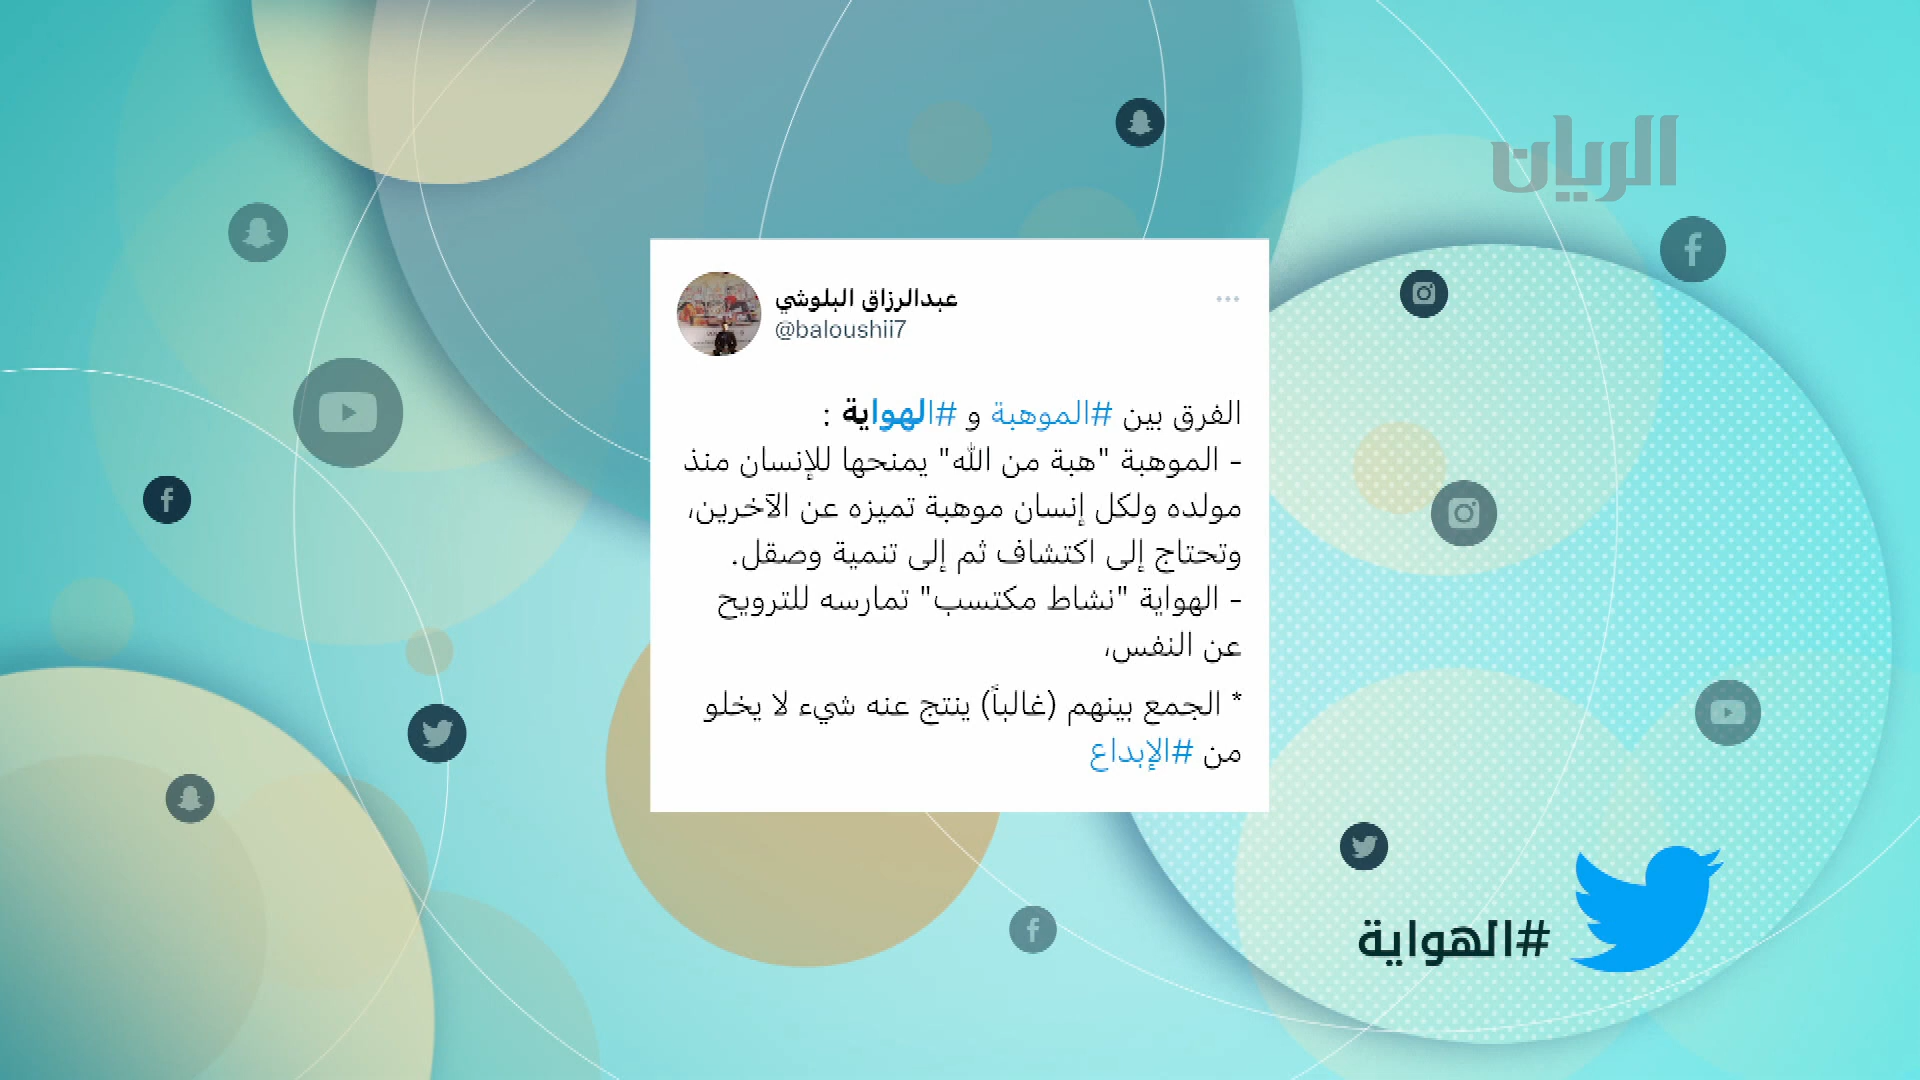 الريان
عبدالرزاق البلوشي
@baloushii7
الفرق بين #الموهبة و #الهواية :
- الموهبة "هبة من الله" يمنحها للإنسان منذ
مولده ولكل إنسان موهبة تميزه عن الآخرين،
وتحتاج إلى اكتشاف ثم إلى تنمية وصقل.
- الهواية "نشاط مكتسب" تمارسه للترويح
عن النفس،
* الجمع بينهم (غالباً) ينتج عنه شيء لا يخلو
من #الإبداع
#الهواية